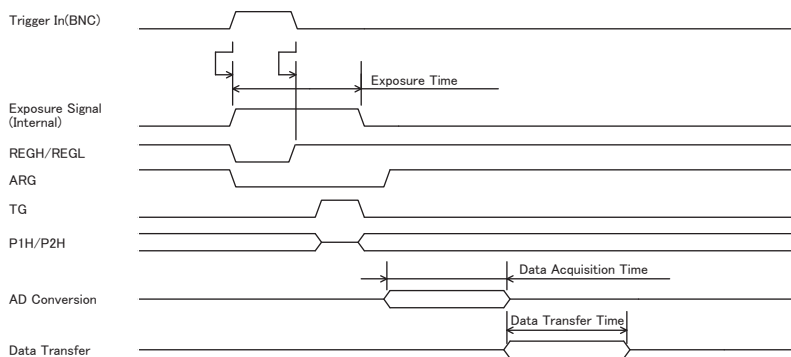 Trigger In(BNC)
Exposure Time
Exposure Signal
(Internal)
REGH/REGL
ARG
TG
P1H/P2H
Data Acquisition Time
AD Conversion
Data Transfer Time
Data Transfer